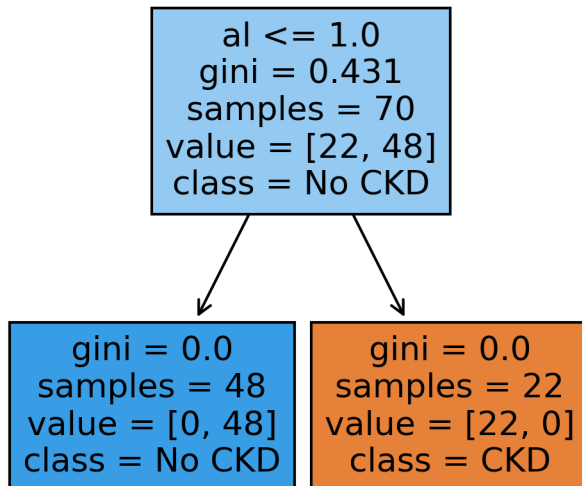 al <= 1.0
gini = 0.431
samples = 70
value = [22, 48]
class = No CKD
gini = 0.0
samples = 48
value = [0, 48]
class = No CKD
gini = 0.0
samples = 22
value = [22, 0]
class = CKD